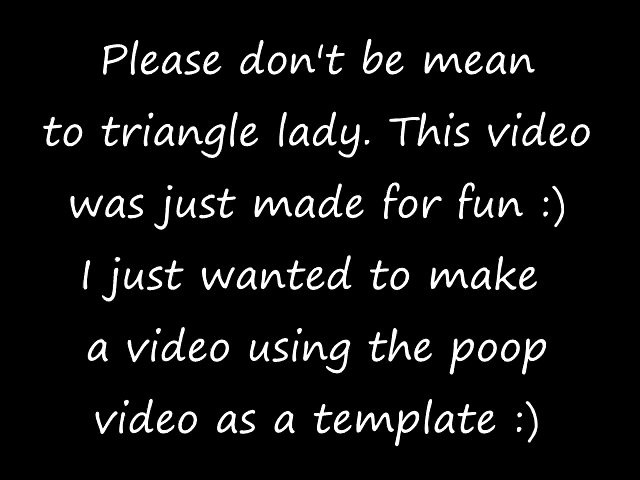 Please don't be mean
to triangle lady. This video
was just made for fun :)
I just wanted to make
a video using the poop
video as a template :)